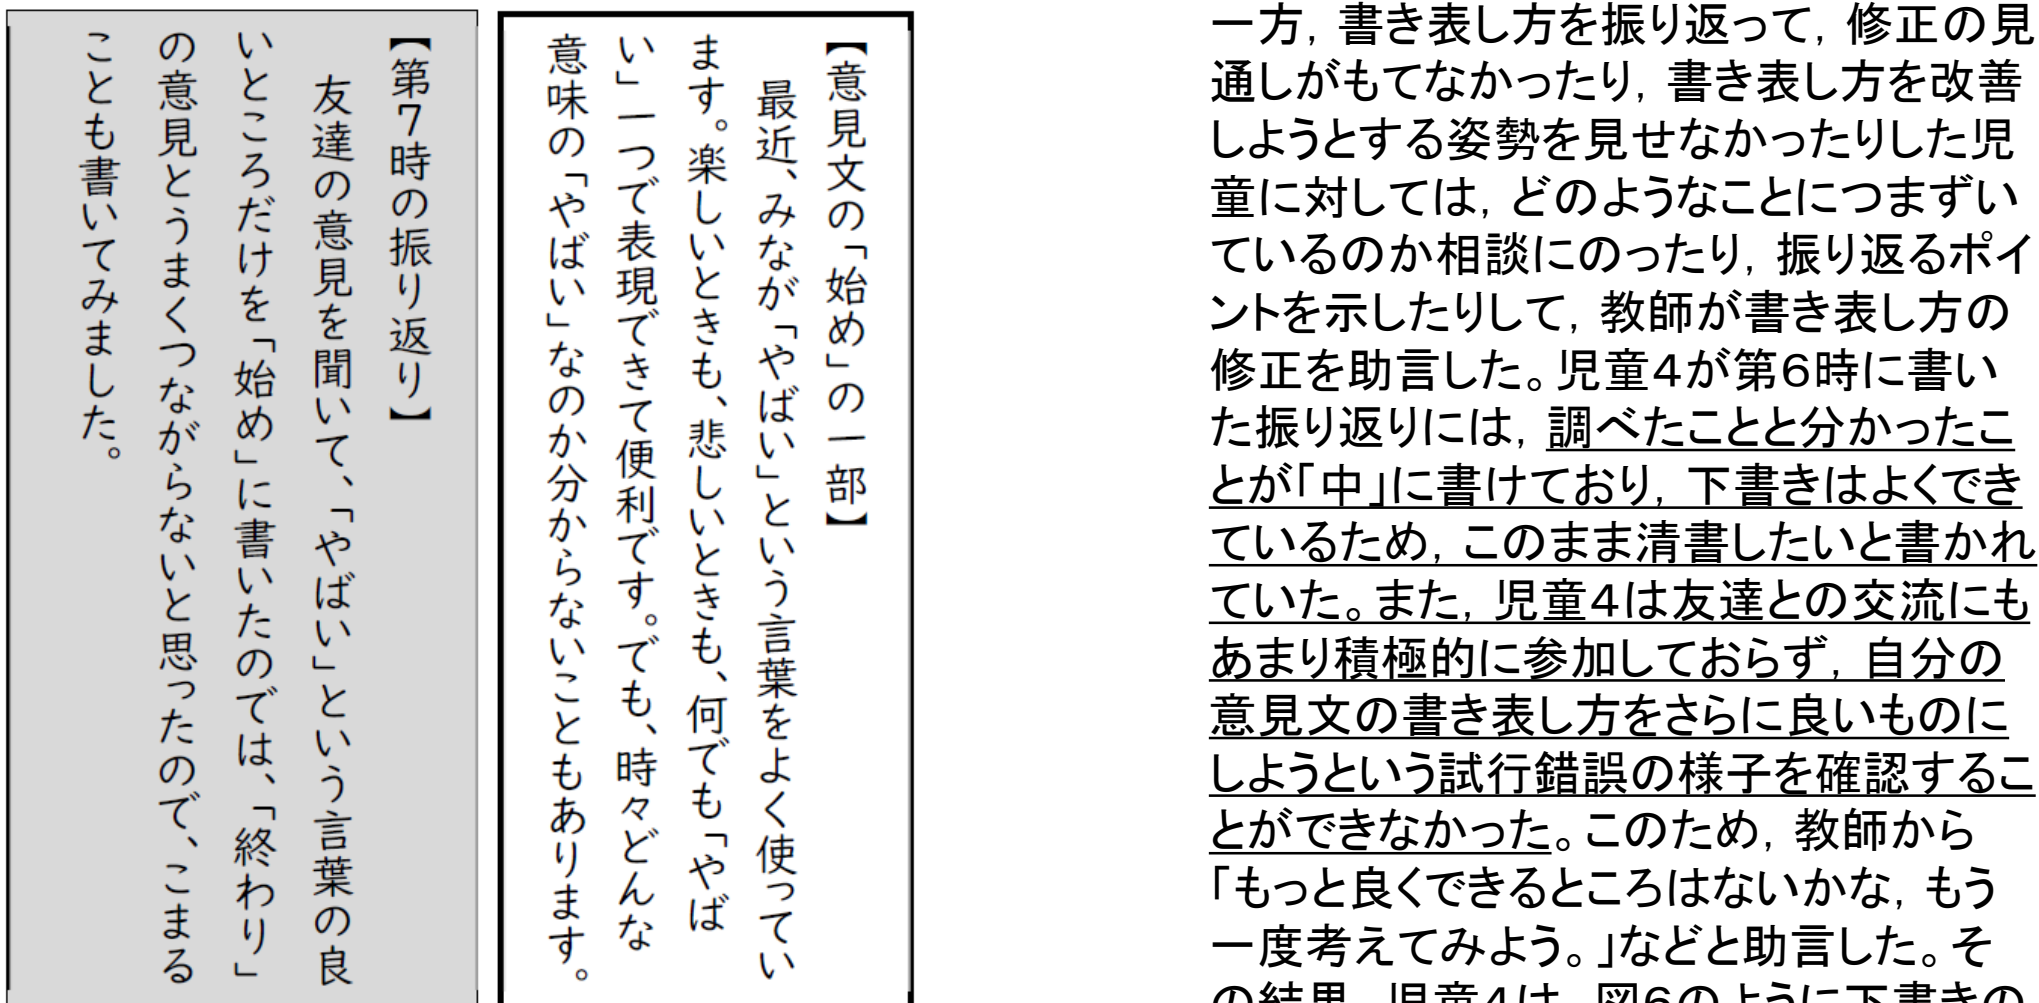 【意見文の「始め」の一部】
最近、みなが「やばい」という言葉をよく使ってい
ます。楽しいときも、悲しいときも、何でも「やば
い」一つで表現できて便利です。でも、時々どんな
意味の「やばい」なのか分からないこともあります。
【第7時の振り返り】
友達の意見を聞いて、「やばい」という言葉の良
いところだけを「始め」に書いたのでは、「終わり」
の意見とうまくつながらないと思ったので、こまる
ことも書いてみました。
一方，書き表し方を振り返って，修正の見
通しがもてなかったり，書き表し方を改善
しようとする姿勢を見せなかったりした児
童に対しては，どのようなことにつまずい
ているのか相談にのったり，振り返るポイ
ントを示したりして，教師が書き表し方の
修正を助言した。児童４が第６時に書い
た振り返りには，調べたことと分かったこ
とが「中」に書けており，下書きはよくでき
ているため，このまま清書したいと書かれ
ていた。また，児童４は友達との交流にも
あまり積極的に参加しておらず，自分の
意見文の書き表し方をさらに良いものに
しようという試行錯誤の様子を確認するこ
とができなかった。このため，教師から
「もっと良くできるところはないかな，もう
一度考えてみよう。」などと助言した。そ
の結果，児童４は，図６のように下書きの